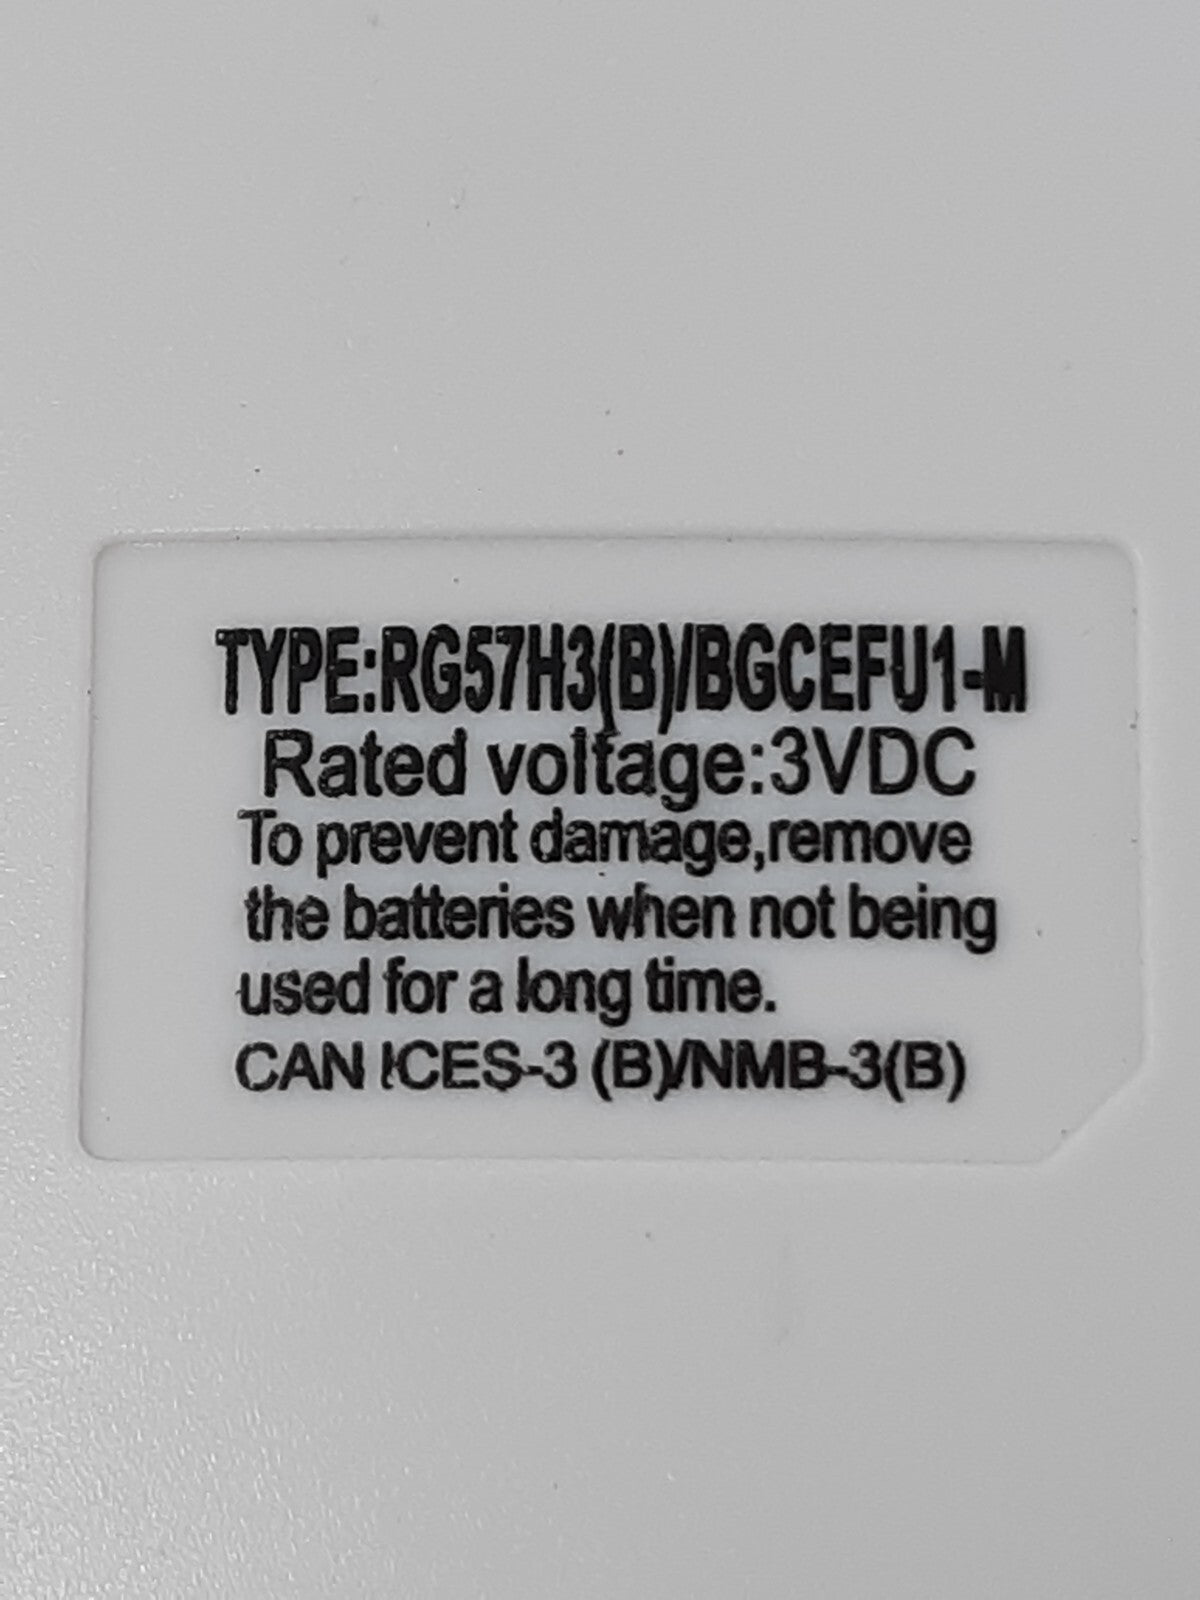 TYPE:RG57H3(B)/BGCEFU1-M
Rated voltage:3VDC
To prevent damage,remove
the batteries when not being
used for a long time.
CAN ICES-3 (B)/NMB-3(B)